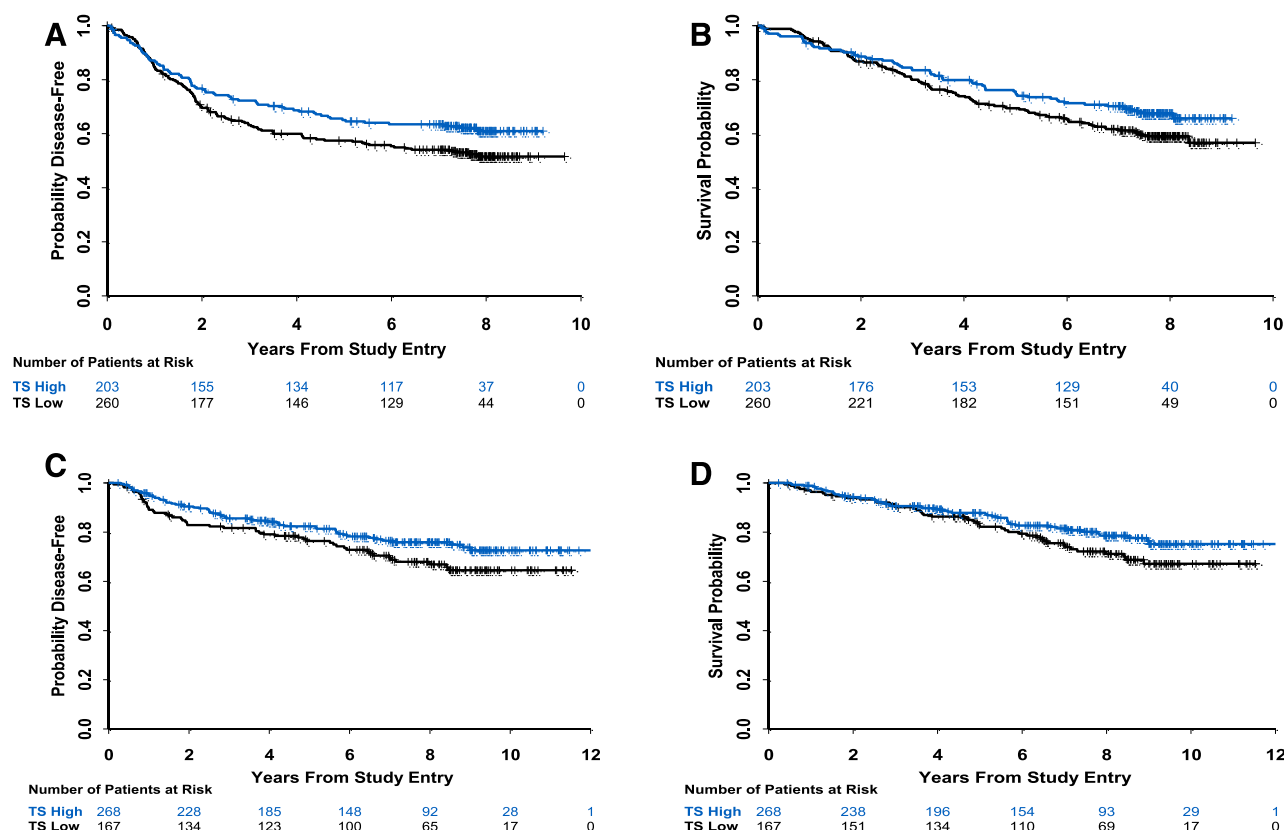 A
Probability Disease-Free
1.0
0.8
0.6
0.4
0.2
0.0
0 2 4 6 8 10
Years From Study Entry
Number of Patients at Risk
TS High 203 155 134 117 37 0
TS Low 260 177 146 129 44 0
B
Survival Probability
1.0
0.8
0.6
0.4
0.2
0.0
0 2 4 6 8 10
Years From Study Entry
Number of Patients at Risk
TS High 203 176 153 129 40 0
TS Low 260 221 182 151 49 0
C
Probability Disease-Free
1.0
0.8
0.6
0.4
0.2
0.0
0 2 4 6 8 10 12
Years From Study Entry
Number of Patients at Risk
TS High 268 228 185 148 92 28 1
TS Low 167 134 123 100 65 17 0
D
Survival Probability
1.0
0.8
0.6
0.4
0.2
0.0
0 2 4 6 8 10 12
Years From Study Entry
Number of Patients at Risk
TS High 268 238 196 154 93 29 1
TS Low 167 151 134 110 69 17 0